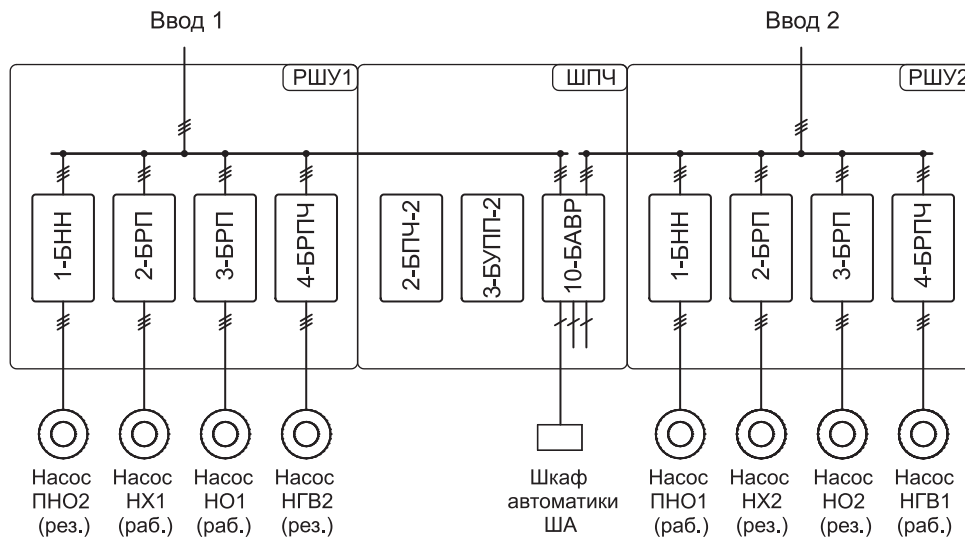 Ввод 1
Ввод 2
РШУ1
ШПЧ
РШУ2
1-БНН
2-БРП
3-БРП
4-БРПЧ
2-БПЧ-2
3-БУПП-2
10-БАВР
1-БНН
2-БРП
3-БРП
4-БРПЧ
Насос
ПНО2
(рез.)
Насос
НХ1
(раб.)
Насос
НО1
(раб.)
Насос
НГВ2
(рез.)
Шкаф
автоматики
ША
Насос
ПНО1
(раб.)
Насос
НХ2
(рез.)
Насос
НО2
(рез.)
Насос
НГВ1
(раб.)